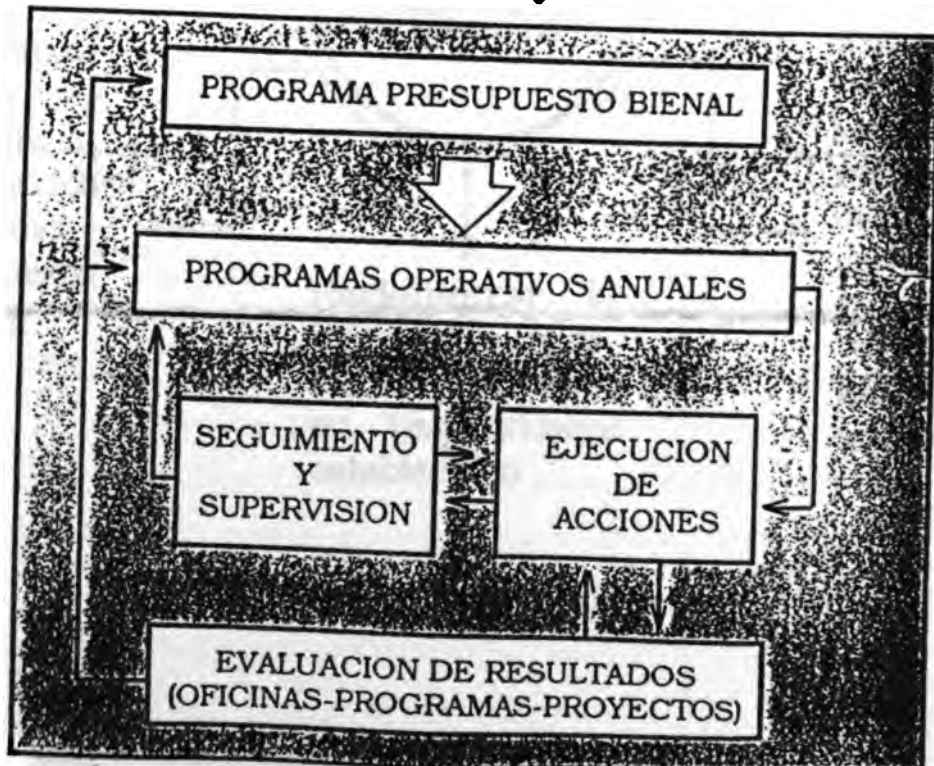 PROGRAMA PRESUPUESTO BIENAL
PROGRAMAS OPERATIVOS ANUALES
SEGUIMIENTO
Y
SUPERVISION
EJECUCION
DE
ACCIONES
EVALUACION DE RESULTADOS
(OFICINAS-PROGRAMAS-PROYECTOS)